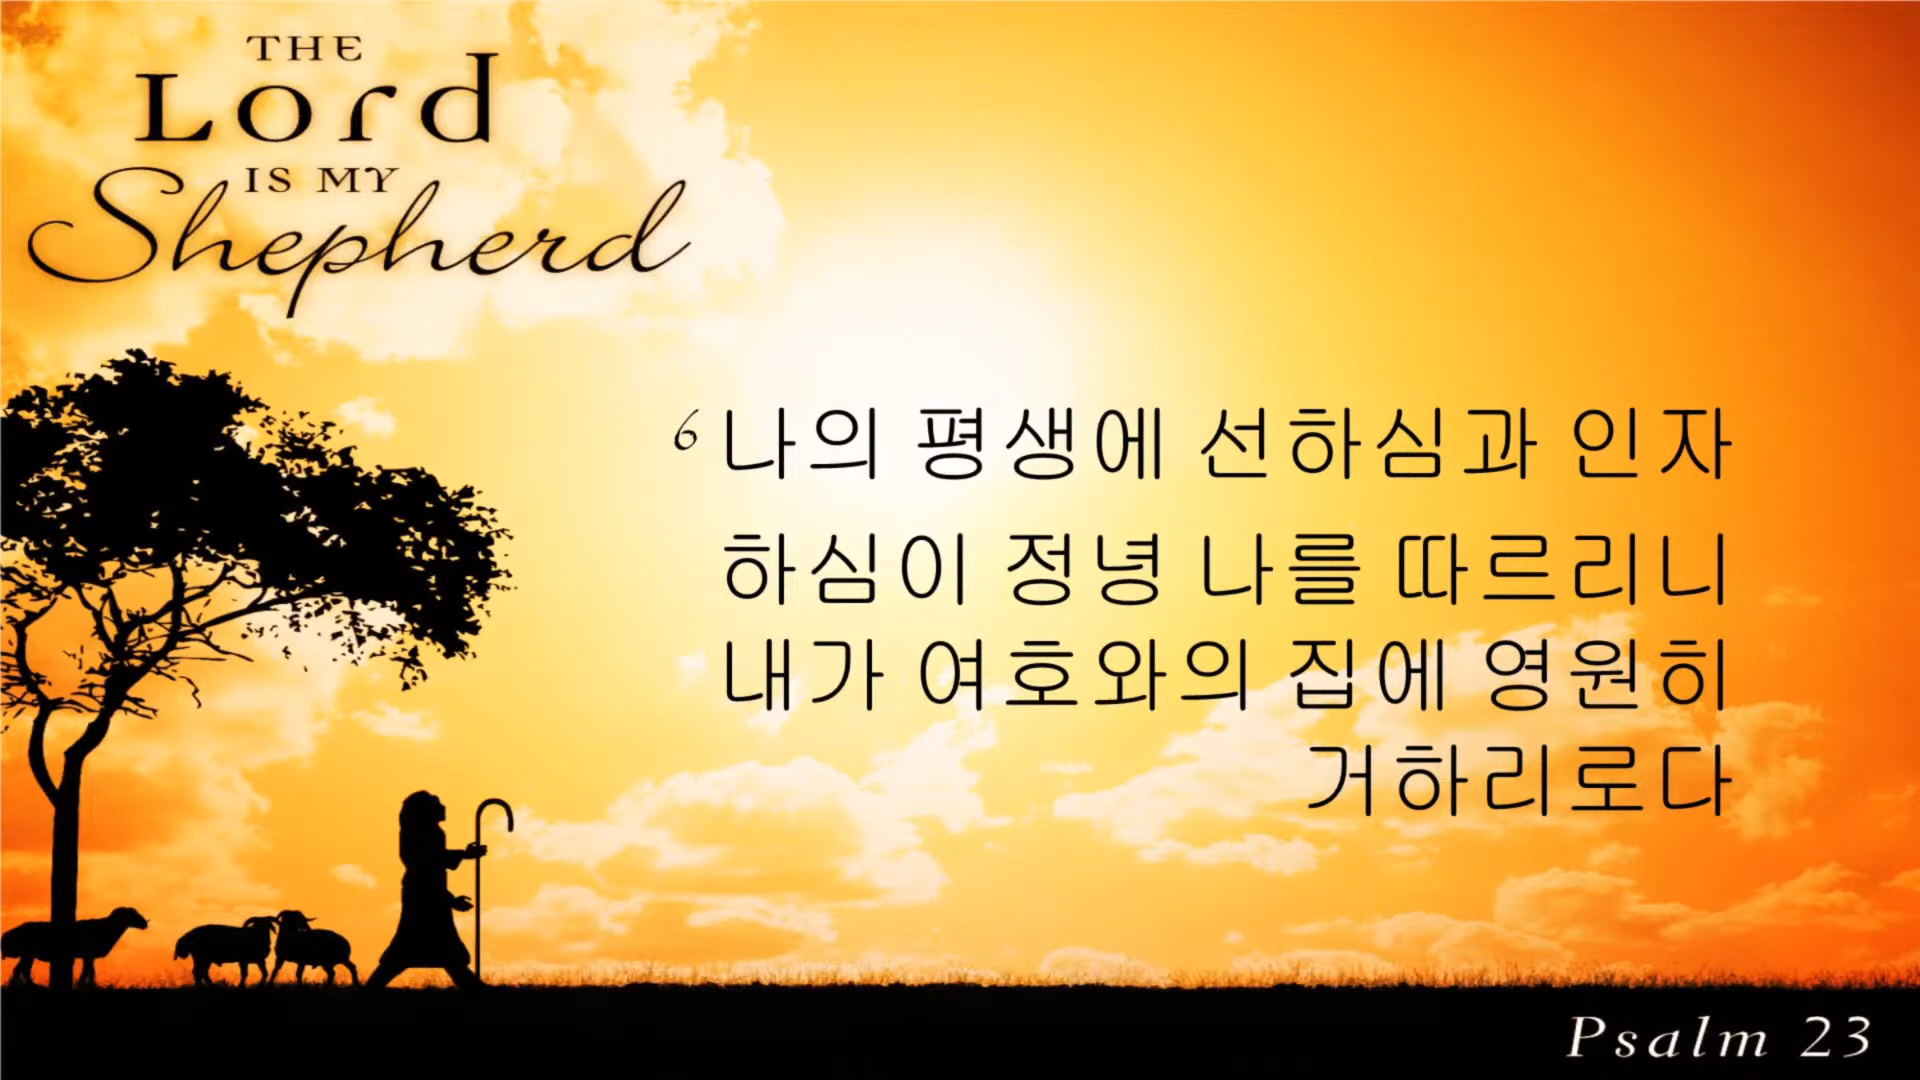 THE
Lord
IS MY
Shepherd
6 나의 평생에 선하심과 인자
하심이 정녕 나를 따르리니
내가 여호와의 집에 영원히
거하리로다
Psalm 23